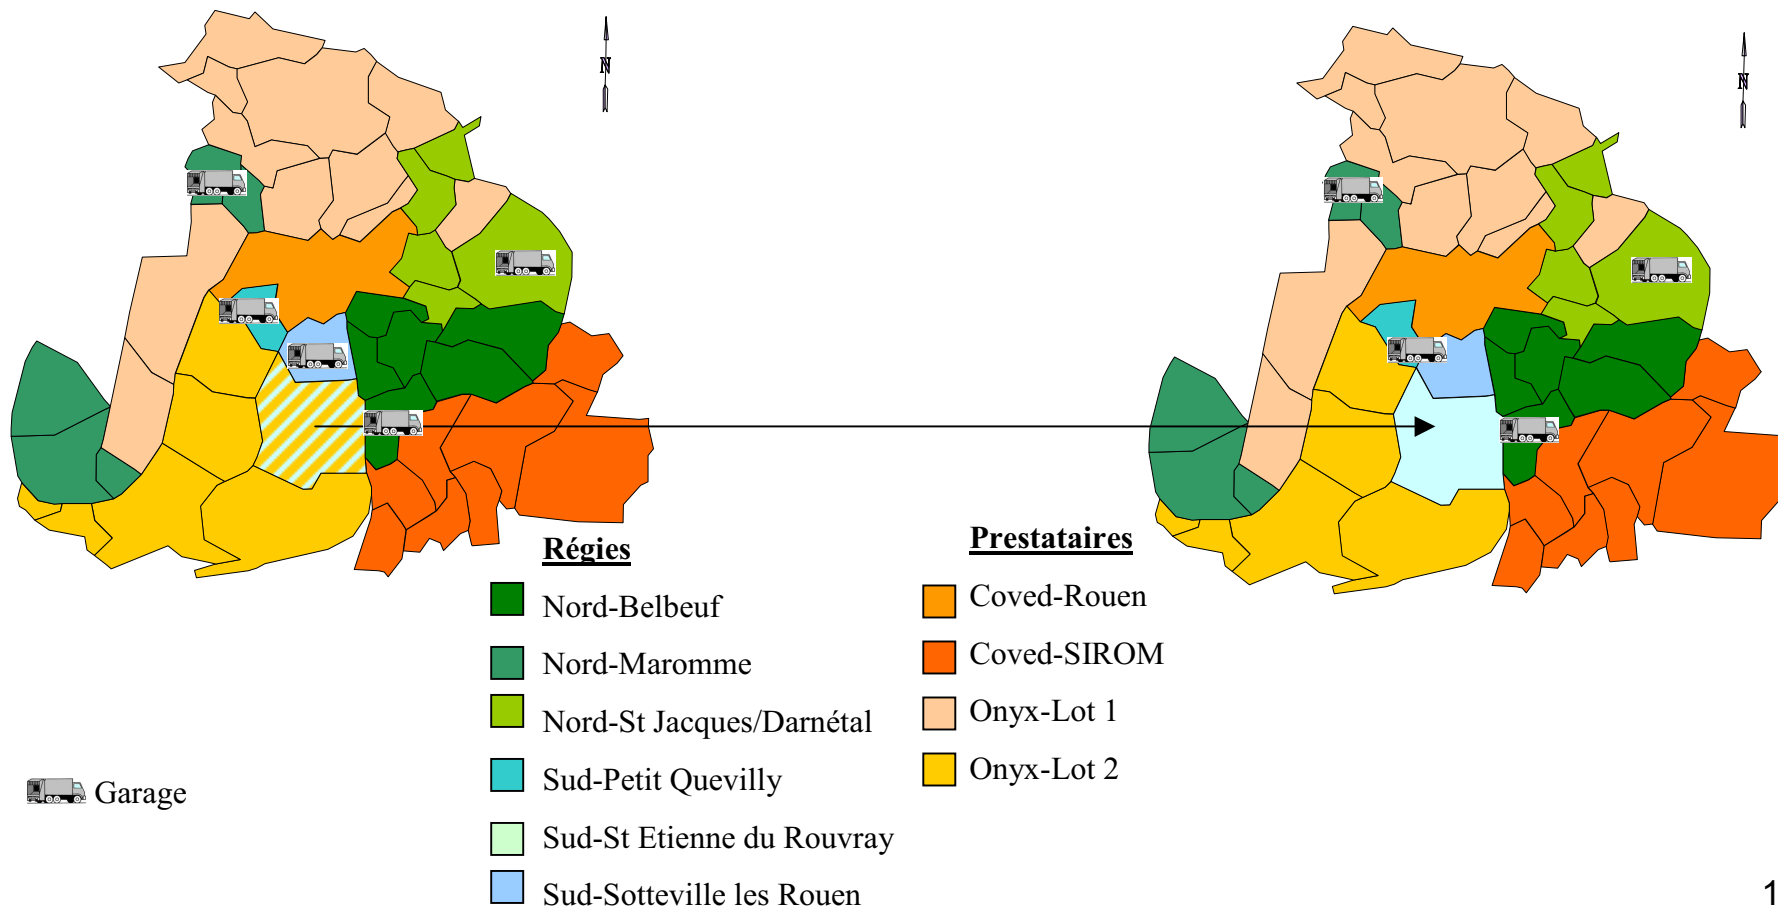 N
N
Régies
Nord-Belbeuf
Nord-Maromme
Nord-St Jacques/Darnétal
Sud-Petit Quevilly
Sud-St Etienne du Rouvray
Sud-Sotteville les Rouen
Prestataires
Coved-Rouen
Coved-SIROM
Onyx-Lot 1
Onyx-Lot 2
Garage
1